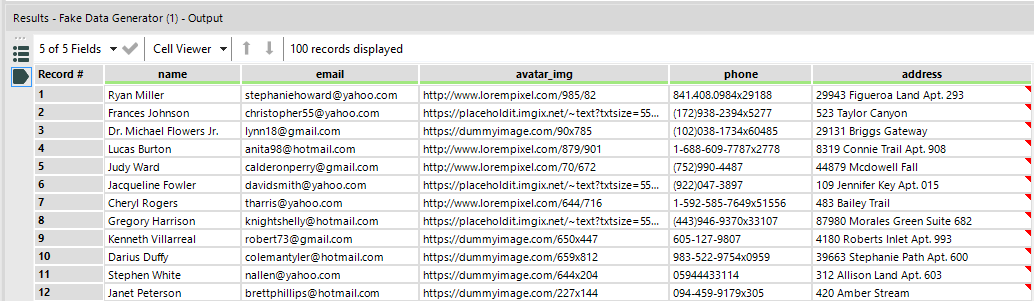 Results - Fake Data Generator (1) - Output
5 of 5 Fields Cell Viewer 100 records displayed
Record # name email avatar_img phone address
1 Ryan Miller stephaniehoward@yahoo.com http://www.lorempixel.com/985/82 841.408.0984x29188 29943 Figueroa Land Apt. 293
2 Frances Johnson christopher55@yahoo.com https://placeholdit.imgix.net/~text?txtsize=55... (172)938-2394x5277 523 Taylor Canyon
3 Dr. Michael Flowers Jr. lynn18@gmail.com https://dummyimage.com/90x785 (102)038-1734x60485 29131 Briggs Gateway
4 Lucas Burton anita98@hotmail.com http://www.lorempixel.com/879/901 1-688-609-7787x2778 8319 Connie Trail Apt. 908
5 Judy Ward calderonperry@gmail.com http://www.lorempixel.com/70/672 (752)990-4487 44879 Mcdowell Fall
6 Jacqueline Fowler davidsmith@yahoo.com https://placeholdit.imgix.net/~text?txtsize=55... (922)047-3897 109 Jennifer Key Apt. 015
7 Cheryl Rogers tharris@yahoo.com http://www.lorempixel.com/644/716 1-592-585-7649x51556 483 Bailey Trail
8 Gregory Harrison knightshelly@hotmail.com https://placeholdit.imgix.net/~text?txtsize=55... (443)946-9370x33107 87980 Morales Green Suite 682
9 Kenneth Villarreal robert73@gmail.com https://dummyimage.com/650x447 605-127-9807 4180 Roberts Inlet Apt. 993
10 Darius Duffy colemantyler@hotmail.com https://dummyimage.com/659x812 983-522-9754x0959 39663 Stephanie Path Apt. 600
11 Stephen White nallen@yahoo.com https://dummyimage.com/644x204 05944433114 312 Allison Land Apt. 603
12 Janet Peterson brettphillips@hotmail.com https://dummyimage.com/227x144 094-459-9179x305 420 Amber Stream